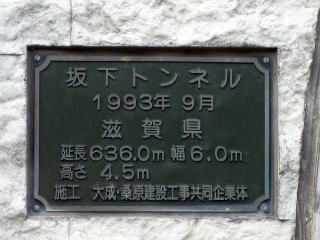 坂下トンネル
1993年 9月
滋賀県
延長636.0m 幅6.0m
高さ 4.5m
施工 大成・桑原建設工事共同企業体